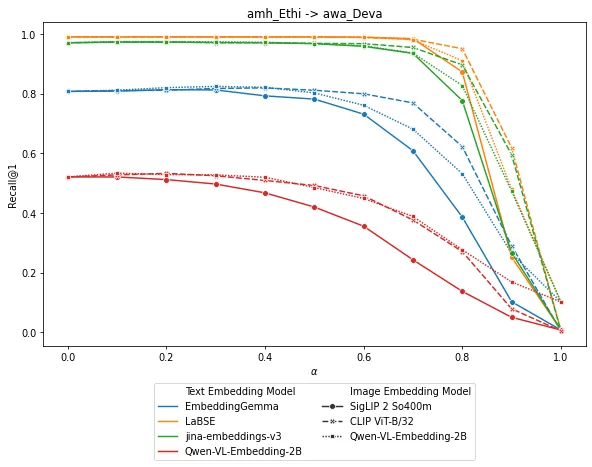 amh_Ethi -> awa_Deva
Recall@1
1.0
0.8
0.6
0.4
0.2
0.0
0.0 0.2 0.4 0.6 0.8 1.0
α
Text Embedding Model
EmbeddingGemma
LaBSE
jina-embeddings-v3
Qwen-VL-Embedding-2B
Image Embedding Model
SigLIP 2 So400m
CLIP ViT-B/32
Qwen-VL-Embedding-2B